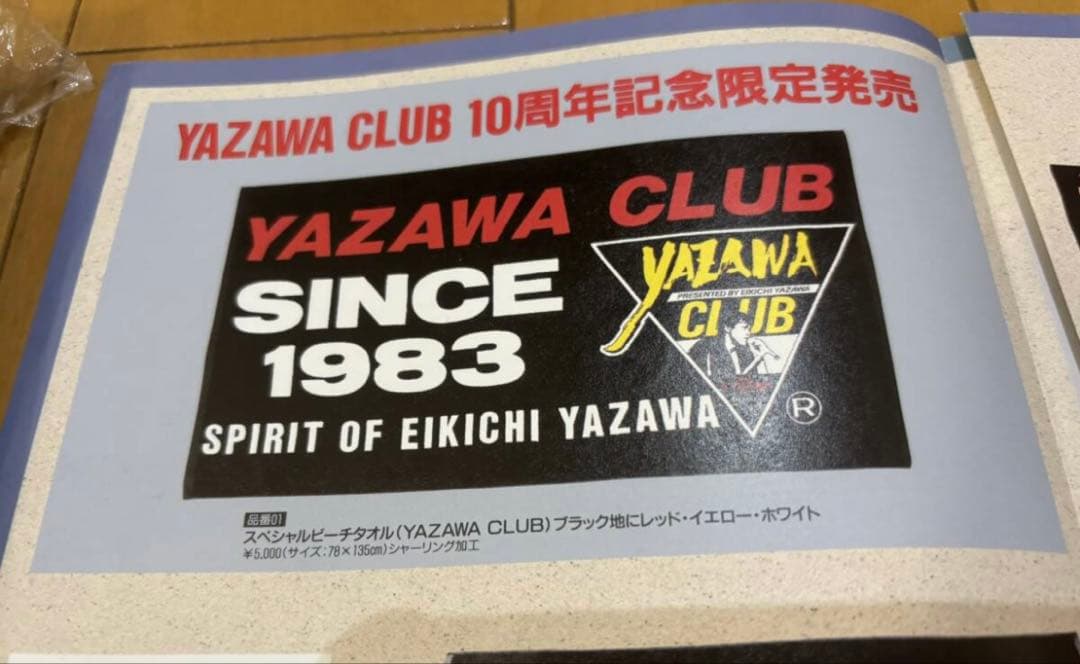 YAZAWA CLUB 10周年記念限定発売
YAZAWA CLUB
SINCE
1983
SPIRIT OF EIKICHI YAZAWA
YAZAWA
PRESENTED BY EIKICHI YAZAWA
CLUB
®
品番01
スペシャルビーチタオル(YAZAWA CLUB)ブラック地にレッド・イエロー・ホワイト
¥5,000(サイズ:78×135cm)シャーリング加工